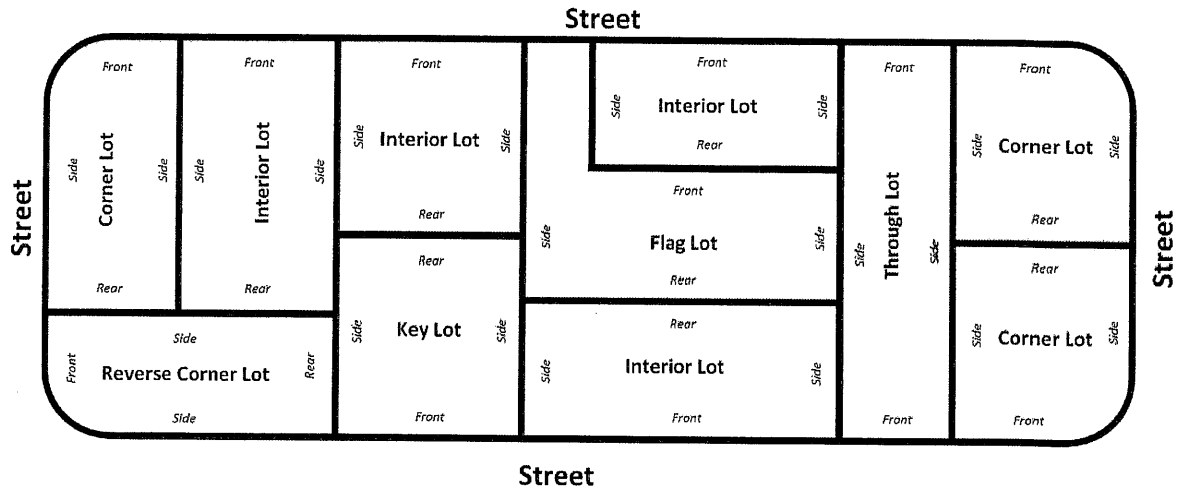 Street
Front
Side
Corner Lot
Side
Rear
Front
Side
Interior Lot
Side
Rear
Front
Side
Interior Lot
Side
Rear
Front
Side
Interior Lot
Side
Rear
Front
Side
Flag Lot
Side
Rear
Front
Side
Through Lot
Side
Front
Front
Side
Corner Lot
Side
Rear
Street
Side
Front
Reverse Corner Lot
Rear
Side
Rear
Side
Key Lot
Side
Front
Rear
Side
Interior Lot
Side
Front
Rear
Side
Corner Lot
Side
Front
Street
Street